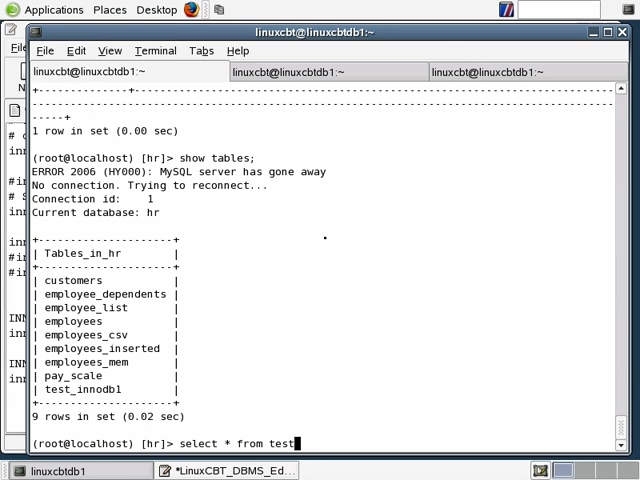 Applications Places Desktop
linuxcbt@linuxcbtdb1:~
File Edit View Terminal Tabs Help
linuxcbt@linuxcbtdb1:~ linuxcbt@linuxcbtdb1:~ linuxcbt@linuxcbtdb1:~
1 row in set (0.00 sec)
(root@localhost) [hr]> show tables;
ERROR 2006 (HY000): MySQL server has gone away
No connection. Trying to reconnect...
Connection id:    1
Current database: hr
+---------------------+
| Tables_in_hr        |
+---------------------+
| customers           |
| employee_dependents |
| employee_list       |
| employees           |
| employees_csv       |
| employees_inserted  |
| employees_mem       |
| pay_scale           |
| test_innodb1        |
+---------------------+
9 rows in set (0.02 sec)
(root@localhost) [hr]> select * from test
linuxcbtdb1 *LinuxCBT_DBMS_Ed...